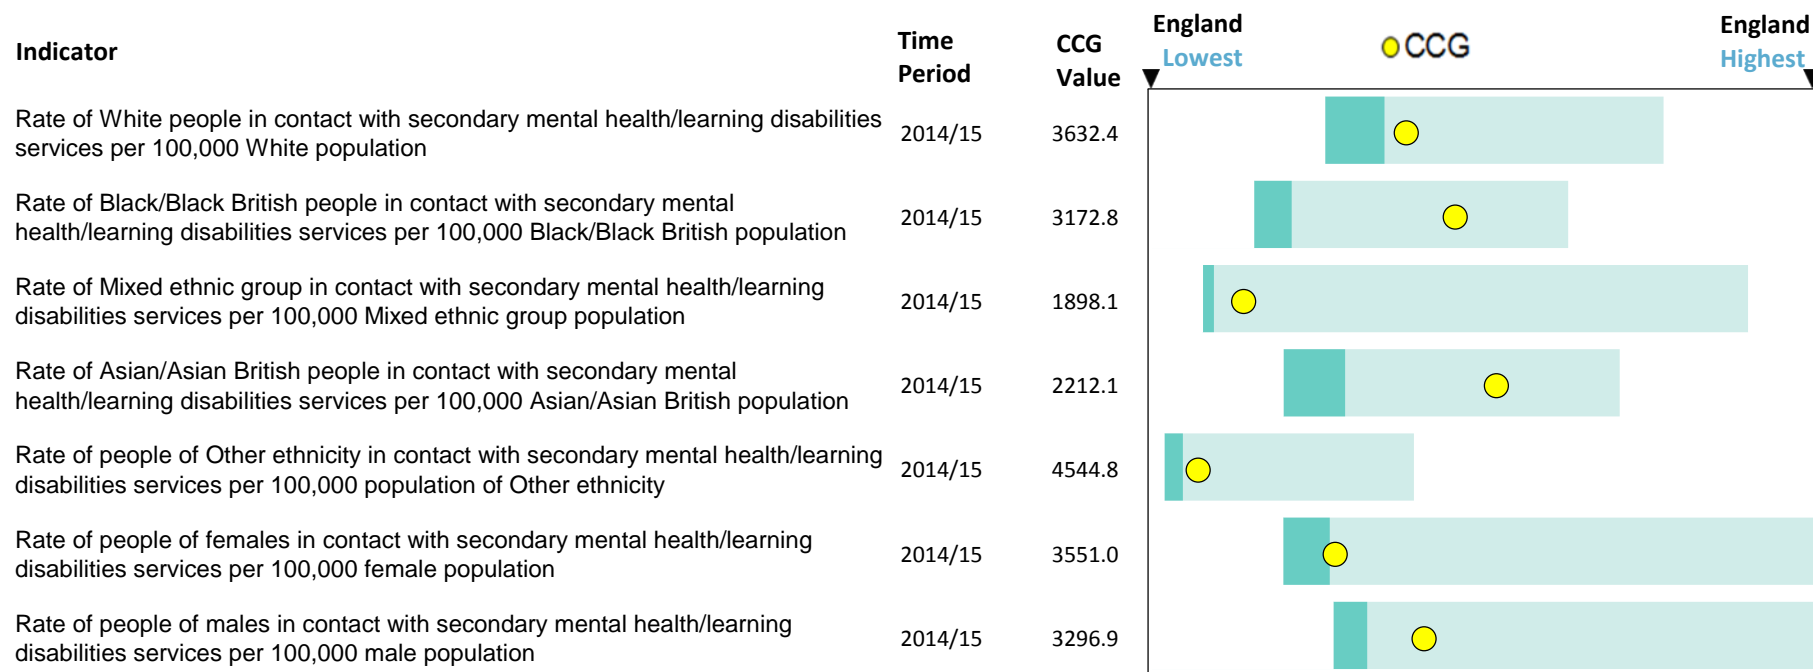 Indicator
Time Period
CCG Value
England Lowest
CCG
England Highest
Rate of White people in contact with secondary mental health/learning disabilities
services per 100,000 White population
2014/15
3632.4
Rate of Black/Black British people in contact with secondary mental
health/learning disabilities services per 100,000 Black/Black British population
2014/15
3172.8
Rate of Mixed ethnic group in contact with secondary mental health/learning
disabilities services per 100,000 Mixed ethnic group population
2014/15
1898.1
Rate of Asian/Asian British people in contact with secondary mental
health/learning disabilities services per 100,000 Asian/Asian British population
2014/15
2212.1
Rate of people of Other ethnicity in contact with secondary mental health/learning
disabilities services per 100,000 population of Other ethnicity
2014/15
4544.8
Rate of people of females in contact with secondary mental health/learning
disabilities services per 100,000 female population
2014/15
3551.0
Rate of people of males in contact with secondary mental health/learning
disabilities services per 100,000 male population
2014/15
3296.9